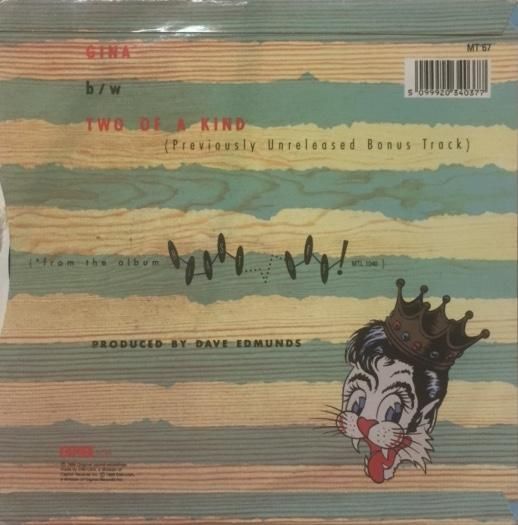 GINA*
MT 67
5 099920 340377
b/w
TWO OF A KIND
(Previously Unreleased Bonus Track)
(*from the album MTL 1040)
PRODUCED BY DAVE EDMUNDS